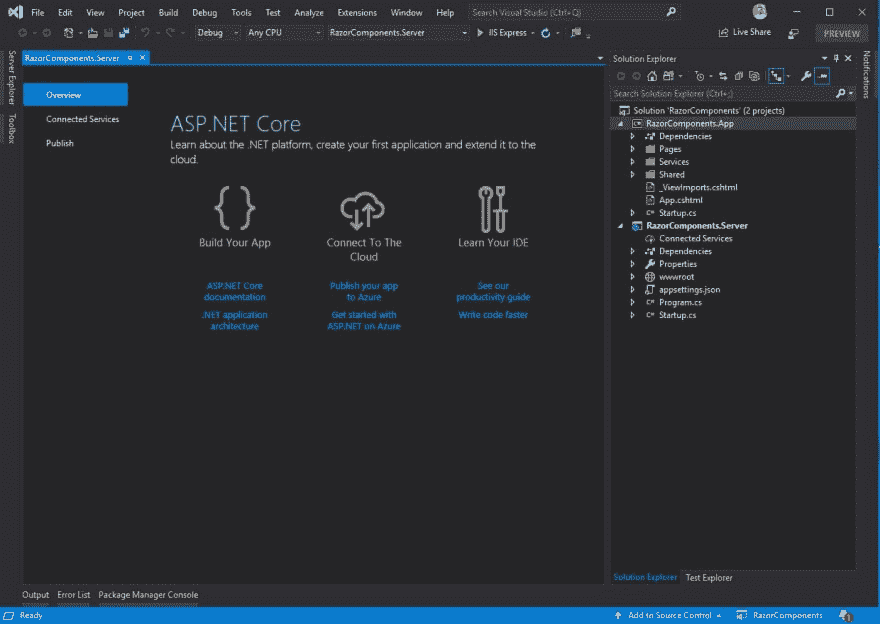 File Edit View Project Build Debug Tools Test Analyze Extensions Window Help Search Visual Studio (Ctrl+Q)
Debug Any CPU RazorComponents.Server IIS Express Live Share PREVIEW
Server Explorer
Toolbox
RazorComponents.Server
Overview
Connected Services
Publish
ASP.NET Core
Learn about the .NET platform, create your first application and extend it to the
cloud.
Build Your App
ASP.NET Core
documentation
.NET application
architecture
Connect To The
Cloud
Publish your app
to Azure
Get started with
ASP.NET on Azure
Learn Your IDE
See our
productivity guide
Write code faster
Solution Explorer
Search Solution Explorer (Ctrl+;)
Solution 'RazorComponents' (2 projects)
RazorComponents.App
Dependencies
Pages
Services
Shared
_ViewImports.cshtml
App.cshtml
C# Startup.cs
RazorComponents.Server
Connected Services
Dependencies
Properties
wwwroot
appsettings.json
C# Program.cs
C# Startup.cs
Solution Explorer Test Explorer
Notifications
Output Error List Package Manager Console
Ready Add to Source Control RazorComponents 1